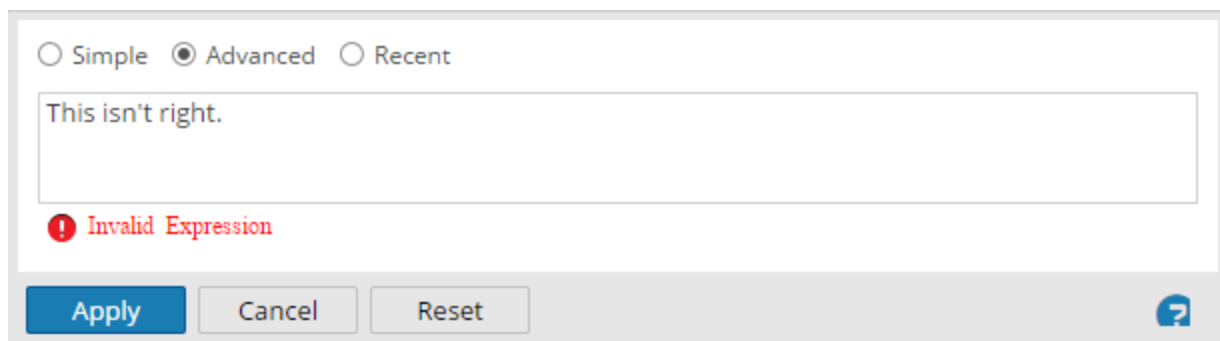 Simple Advanced Recent
This isn't right.
Invalid Expression
Apply Cancel Reset ?